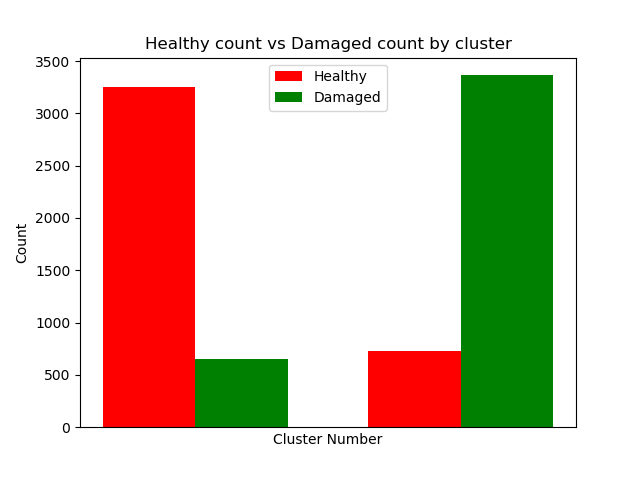 Healthy count vs Damaged count by cluster
Healthy
Damaged
3500
3000
2500
2000
1500
1000
500
0
Count
Cluster Number